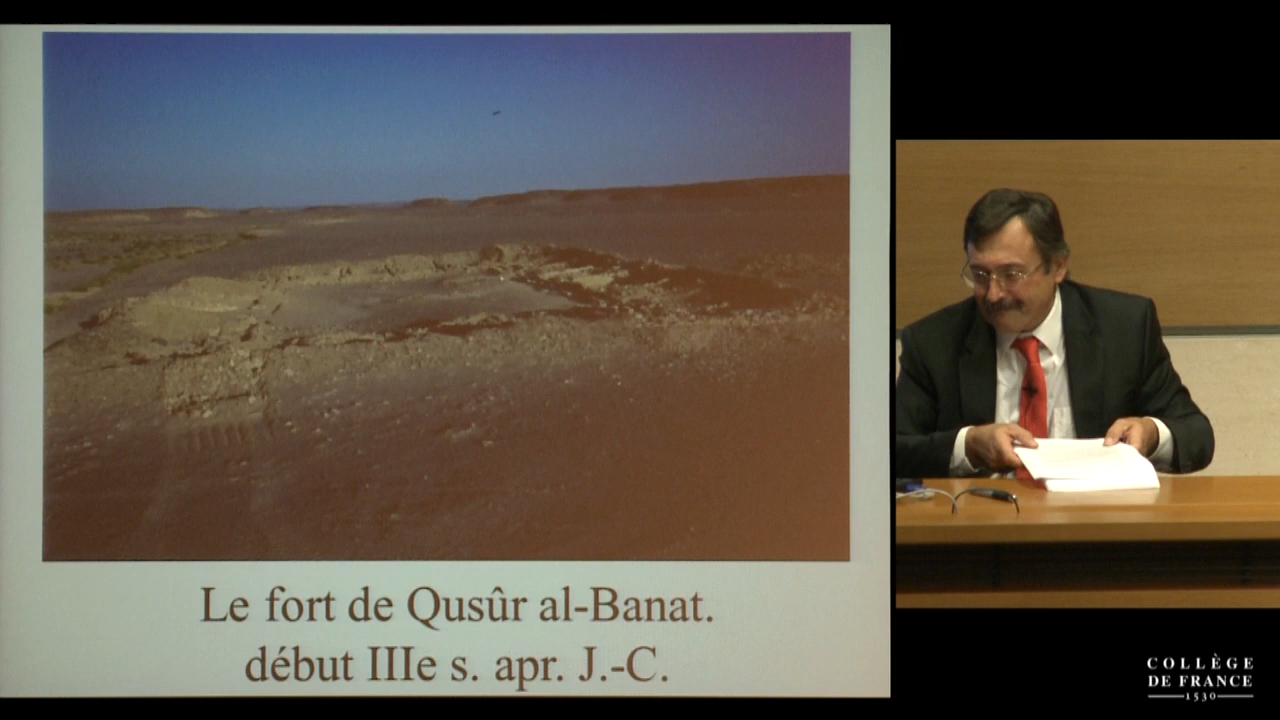 Le fort de Qusûr al-Banat.
début IIIe s. apr. J.-C.
COLLÈGE
DE FRANCE
1530